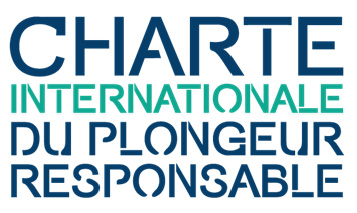 CHARTE
INTERNATIONALE
DU PLONGEUR
RESPONSABLE